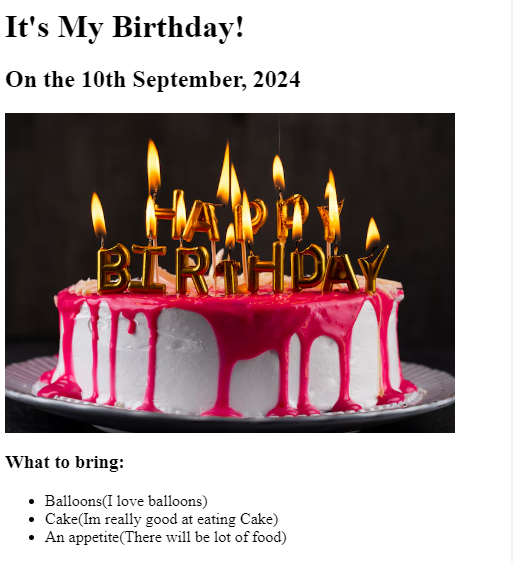 It's My Birthday!
On the 10th September, 2024
HAPPY
BIRTHDAY
What to bring:
Balloons(I love balloons)
Cake(Im really good at eating Cake)
An appetite(There will be lot of food)